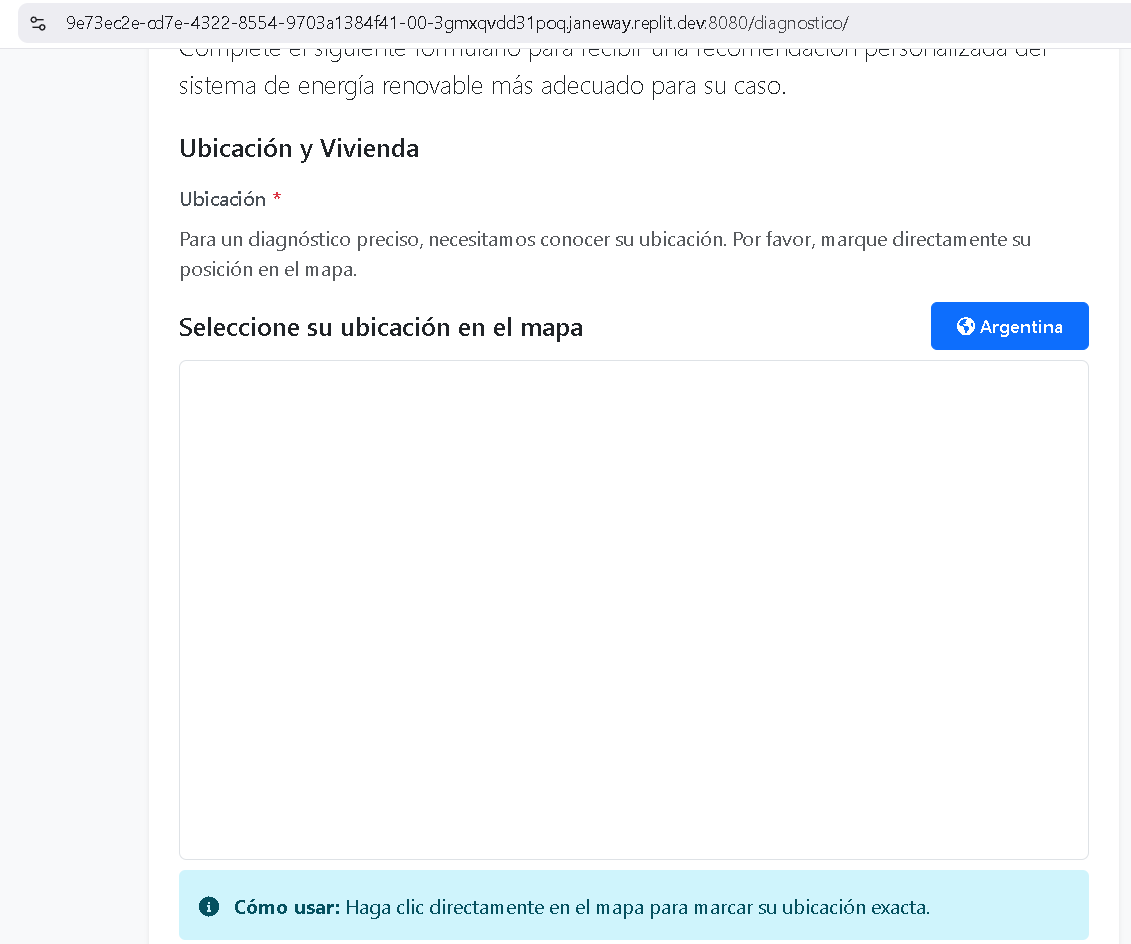 9e73ec2e-cd7e-4322-8554-9703a1384f41-00-3gmxqvdd31poq.janeway.replit.dev:8080/diagnostico/
Complete el siguiente formulario para recibir una recomendación personalizada del
sistema de energía renovable más adecuado para su caso.
Ubicación y Vivienda
Ubicación *
Para un diagnóstico preciso, necesitamos conocer su ubicación. Por favor, marque directamente su
posición en el mapa.
Seleccione su ubicación en el mapa
Argentina
Cómo usar: Haga clic directamente en el mapa para marcar su ubicación exacta.